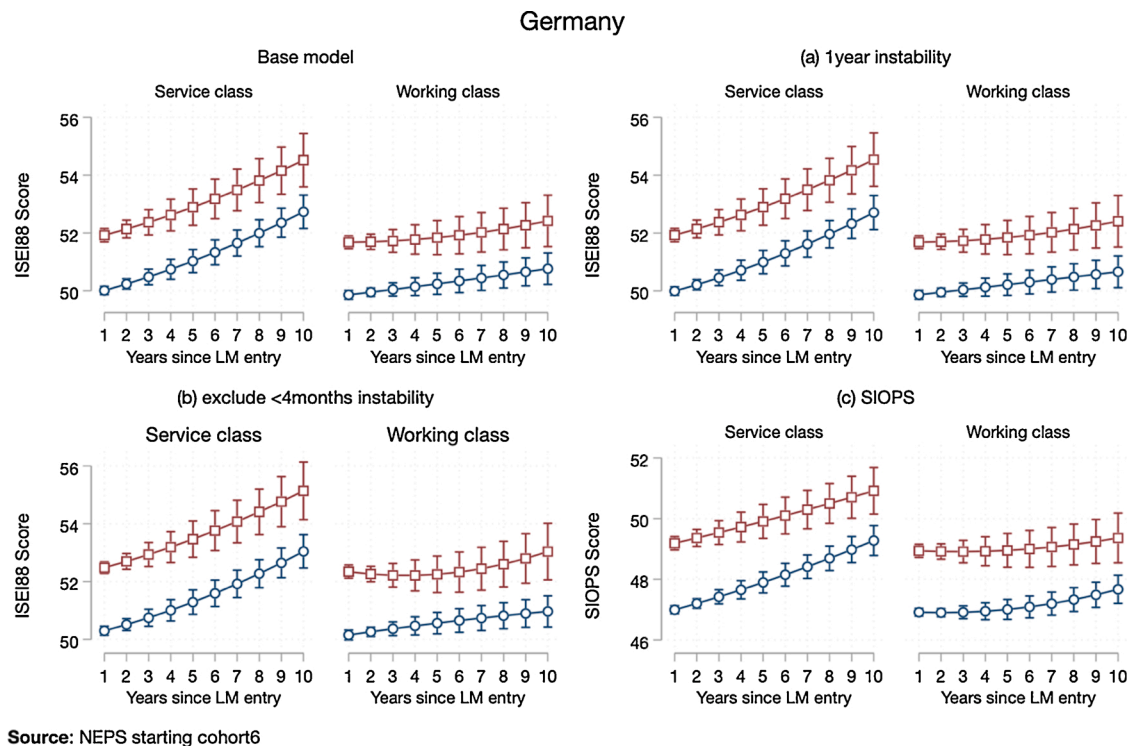 Germany
Base model
Service class
Working class
ISEI88 Score
56
54
52
50
1 2 3 4 5 6 7 8 9 10
Years since LM entry
1 2 3 4 5 6 7 8 9 10
Years since LM entry
(a) 1year instability
Service class
Working class
ISEI88 Score
56
54
52
50
1 2 3 4 5 6 7 8 9 10
Years since LM entry
1 2 3 4 5 6 7 8 9 10
Years since LM entry
(b) exclude <4months instability
Service class
Working class
ISEI88 Score
56
54
52
50
1 2 3 4 5 6 7 8 9 10
Years since LM entry
1 2 3 4 5 6 7 8 9 10
Years since LM entry
(c) SIOPS
Service class
Working class
SIOPS Score
52
50
48
46
1 2 3 4 5 6 7 8 9 10
Years since LM entry
1 2 3 4 5 6 7 8 9 10
Years since LM entry
Source: NEPS starting cohort6